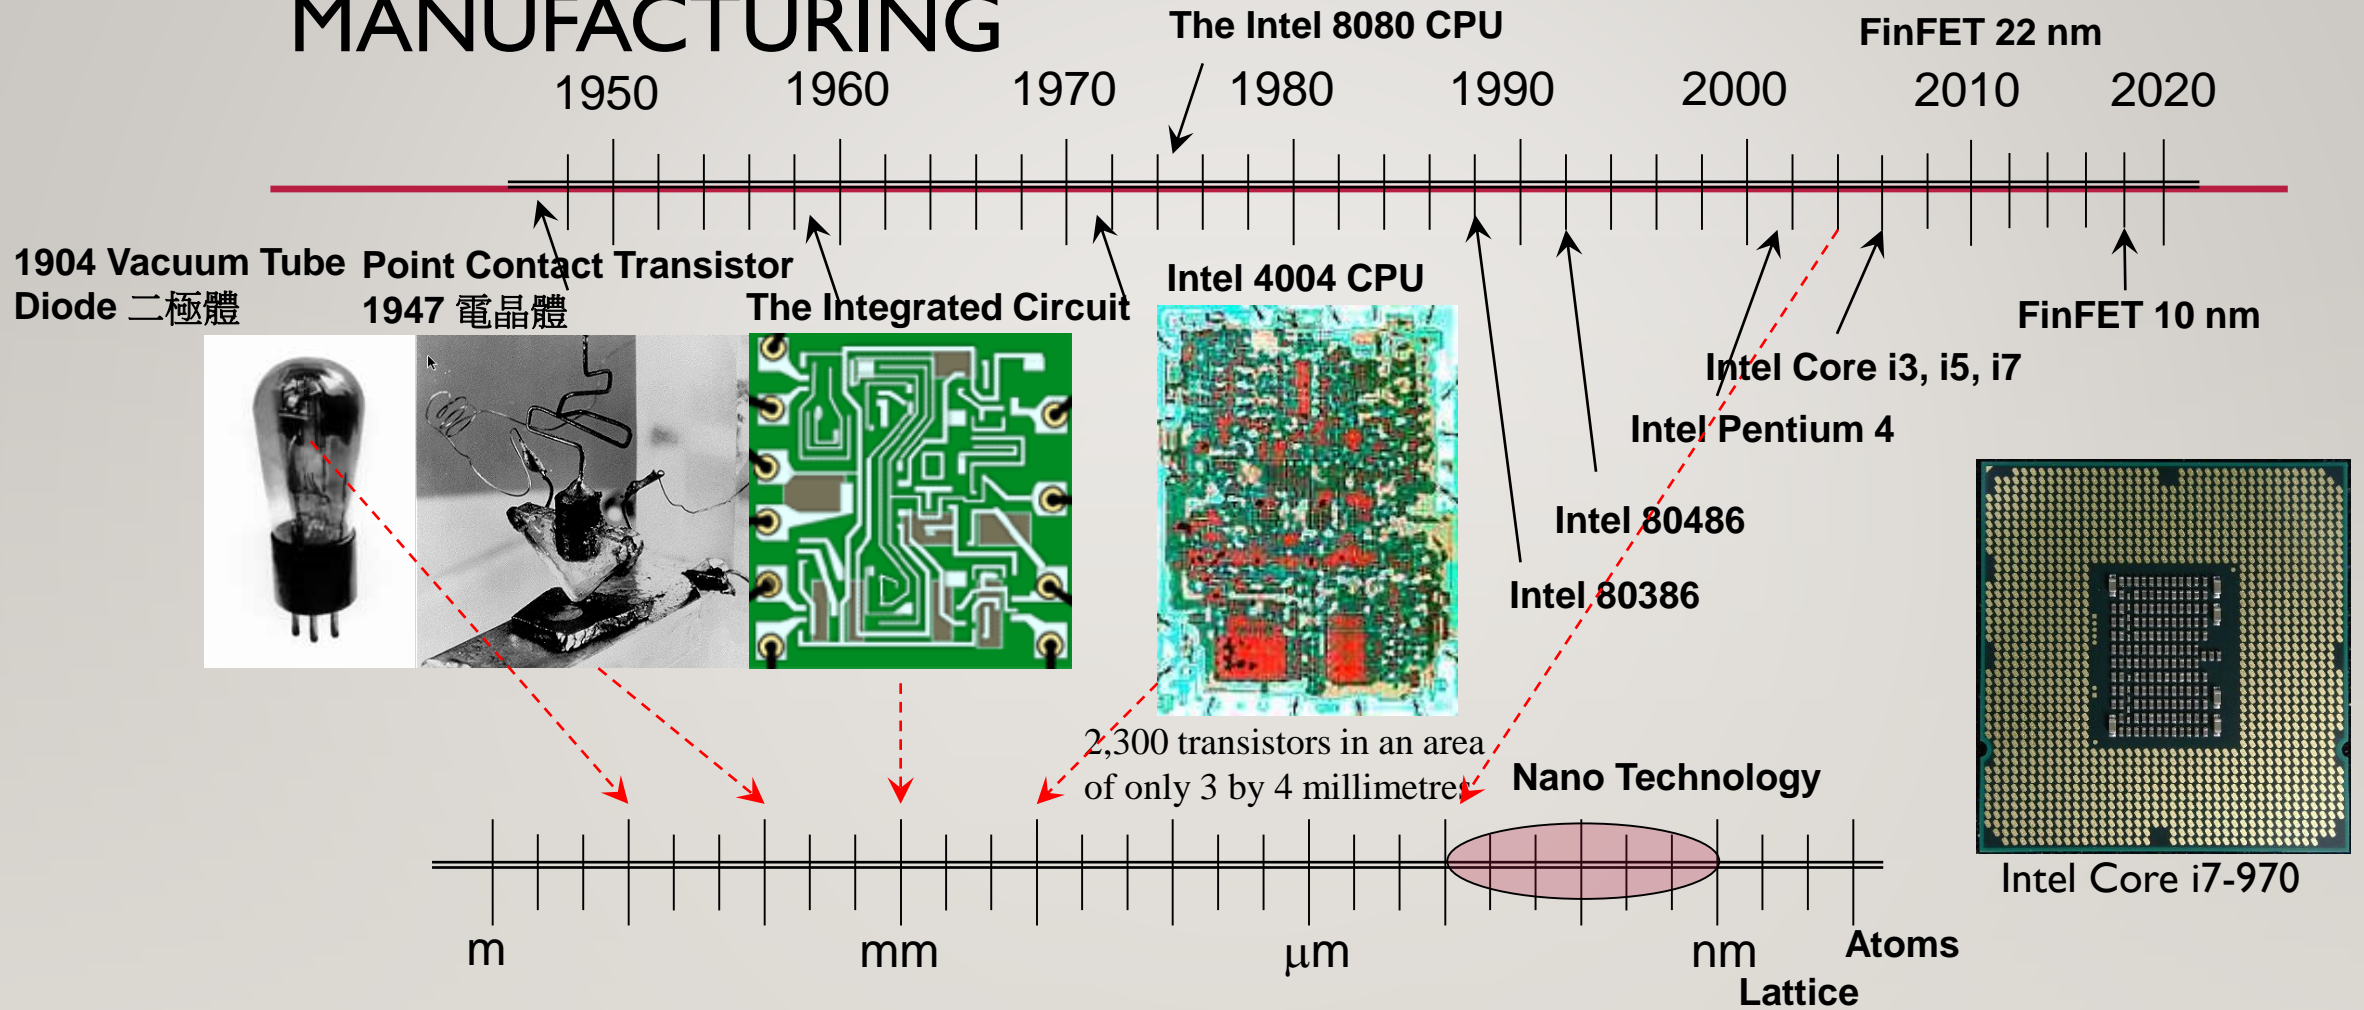 MANUFACTURING
The Intel 8080 CPU
FinFET 22 nm
1950 1960 1970 1980 1990 2000 2010 2020
1904 Vacuum Tube
Diode 二極體
Point Contact Transistor
1947 電晶體
The Integrated Circuit
Intel 4004 CPU
FinFET 10 nm
Intel Core i3, i5, i7
Intel Pentium 4
Intel 80486
Intel 80386
2,300 transistors in an area
of only 3 by 4 millimetres
Nano Technology
Intel Core i7-970
m mm μm nm Atoms
Lattice